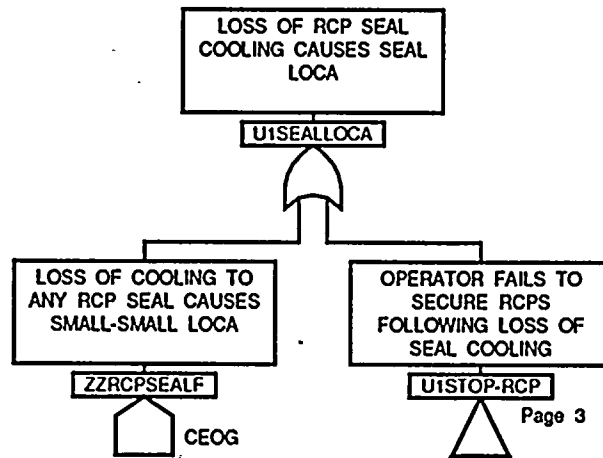 LOSS OF RCP SEAL
COOLING CAUSES SEAL
LOCA
U1SEALLOCA
LOSS OF COOLING TO
ANY RCP SEAL CAUSES
SMALL-SMALL LOCA
ZZRCPSEALF
CEOG
OPERATOR FAILS TO
SECURE RCPS
FOLLOWING LOSS OF
SEAL COOLING
U1STOP-RCP
Page 3